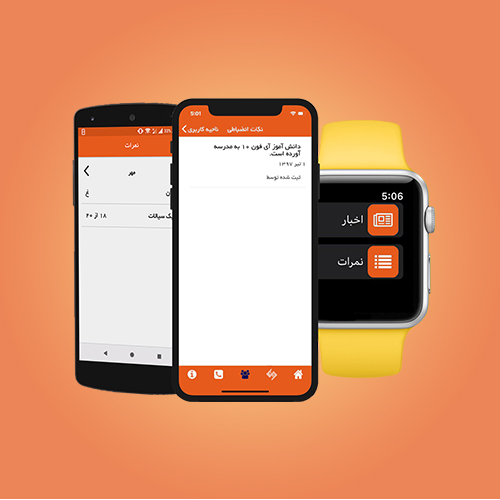 8
22%
نمرات
مهر
ک سیالات
۱۸ از ۲۰
5:01
ناحیه کاربری
نکات انضباطی
دانش آموز آی فون ۱۰ به مدرسه
آورده است.
۱ تیر ۱۳۹۷
ثبت شده توسط
5:06
اخبار
نمرات